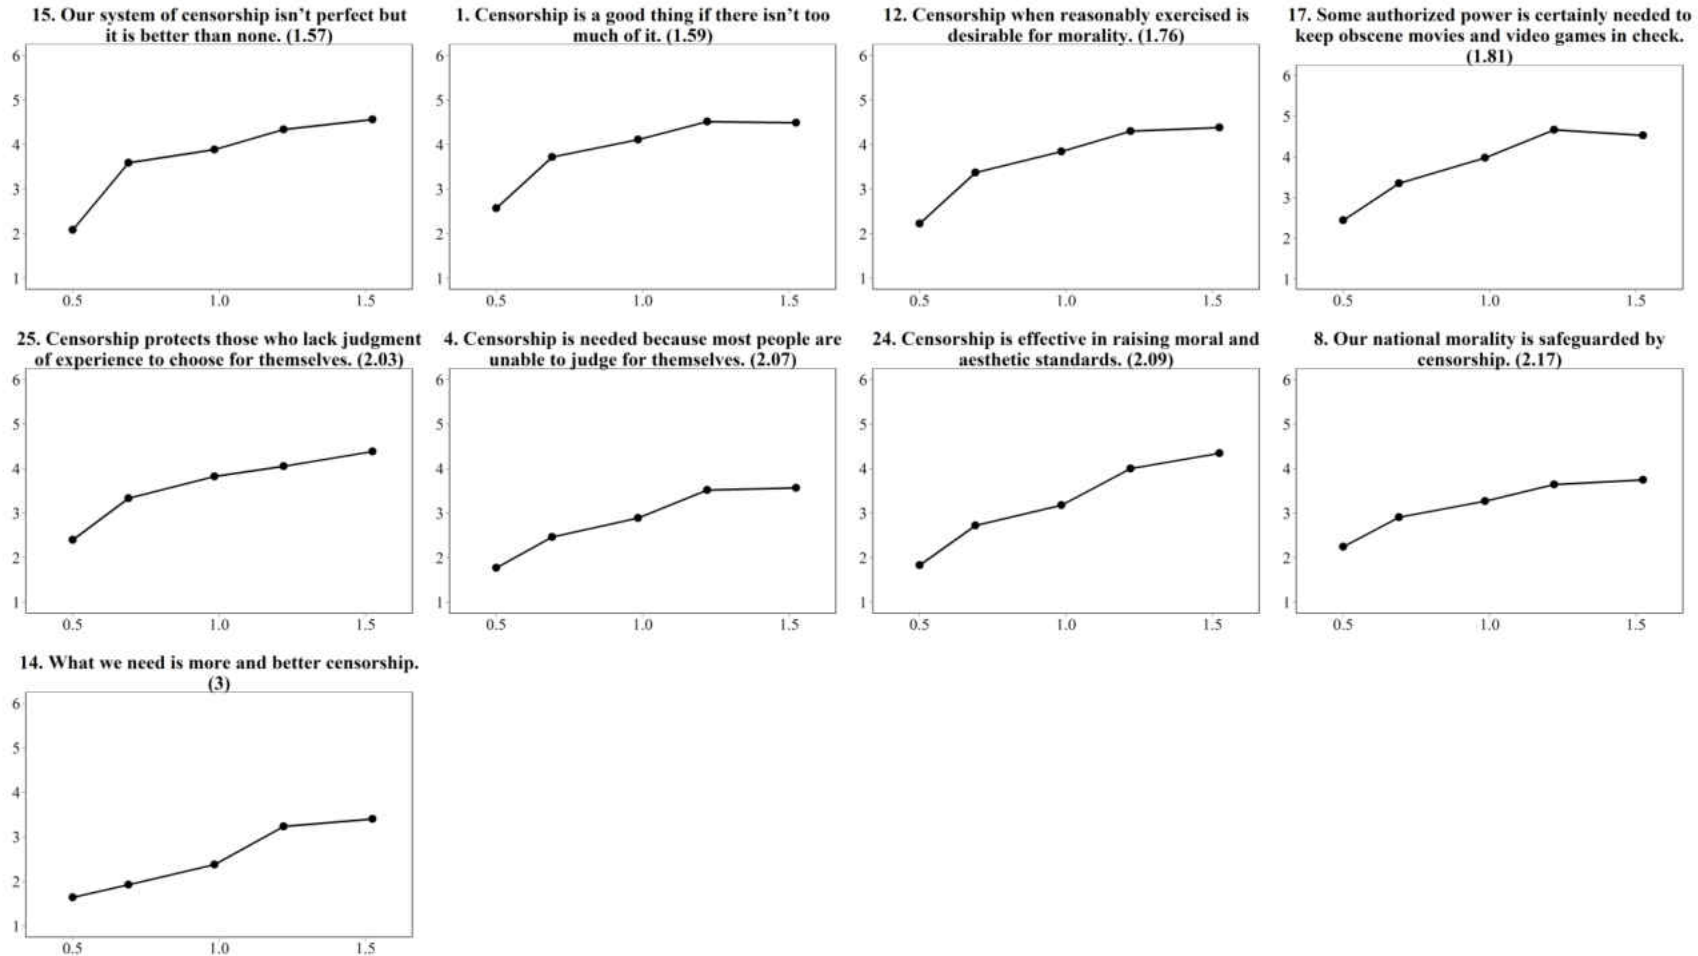 15. Our system of censorship isn't perfect but
it is better than none. (1.57)
6
5
4
3
2
1
0.5 1.0 1.5
1. Censorship is a good thing if there isn't too
much of it. (1.59)
6
5
4
3
2
1
0.5 1.0 1.5
12. Censorship when reasonably exercised is
desirable for morality. (1.76)
6
5
4
3
2
1
0.5 1.0 1.5
17. Some authorized power is certainly needed to
keep obscene movies and video games in check.
(1.81)
6
5
4
3
2
1
0.5 1.0 1.5
25. Censorship protects those who lack judgment
of experience to choose for themselves. (2.03)
6
5
4
3
2
1
0.5 1.0 1.5
4. Censorship is needed because most people are
unable to judge for themselves. (2.07)
6
5
4
3
2
1
0.5 1.0 1.5
24. Censorship is effective in raising moral and
aesthetic standards. (2.09)
6
5
4
3
2
1
0.5 1.0 1.5
8. Our national morality is safeguarded by
censorship. (2.17)
6
5
4
3
2
1
0.5 1.0 1.5
14. What we need is more and better censorship.
(3)
6
5
4
3
2
1
0.5 1.0 1.5